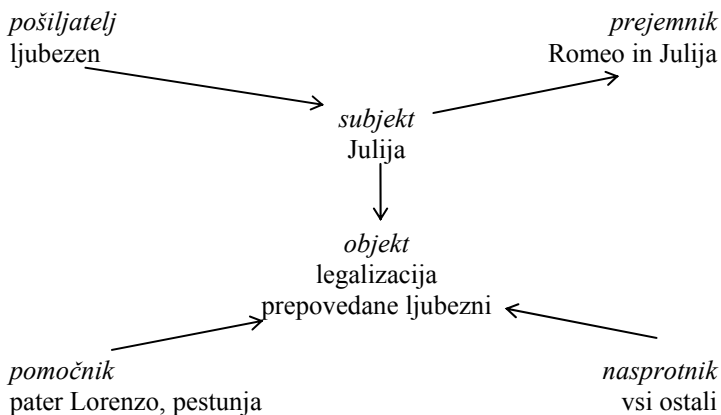 pošiljatelj
ljubezen
prejemnik
Romeo in Julija
subjekt
Julija
objekt
legalizacija
prepovedane ljubezni
pomočnik
pater Lorenzo, pestunja
nasprotnik
vsi ostali